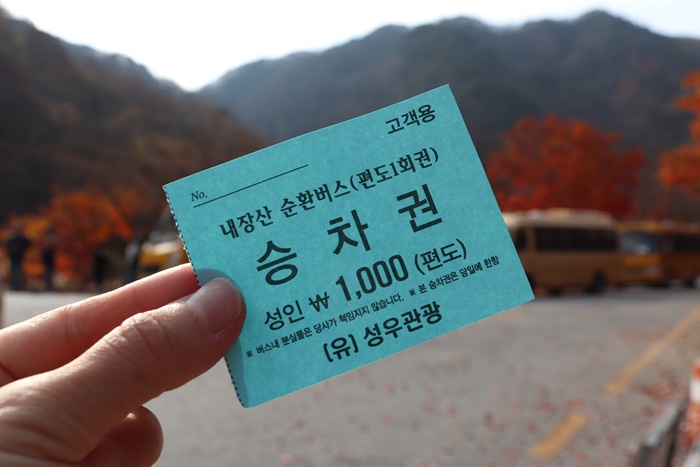 고객용
No.
내장산 순환버스(편도1회권)
승 차 권
성인 ₩ 1,000 (편도)
※ 버스내 분실물은 당사가 책임지지 않습니다. ※ 본 승차권은 당일에 한함
(유) 성우관광